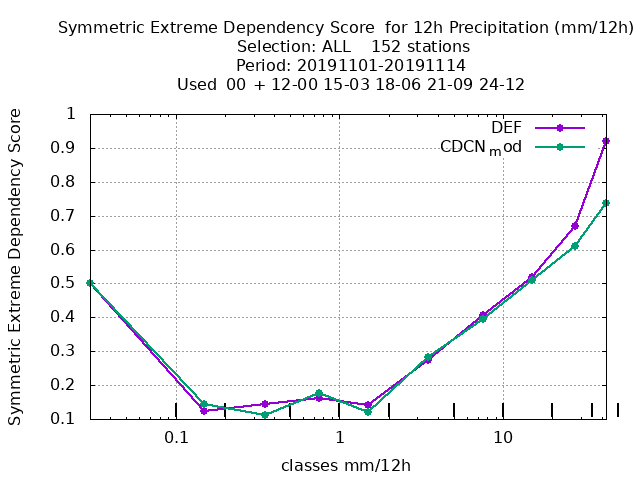 Symmetric Extreme Dependency Score  for 12h Precipitation (mm/12h)
Selection: ALL    152 stations
Period: 20191101-20191114
Used  00 + 12-00 15-03 18-06 21-09 24-12
Symmetric Extreme Dependency Score
1
0.9
0.8
0.7
0.6
0.5
0.4
0.3
0.2
0.1
DEF
CDCNmod
0.1
1
10
classes mm/12h